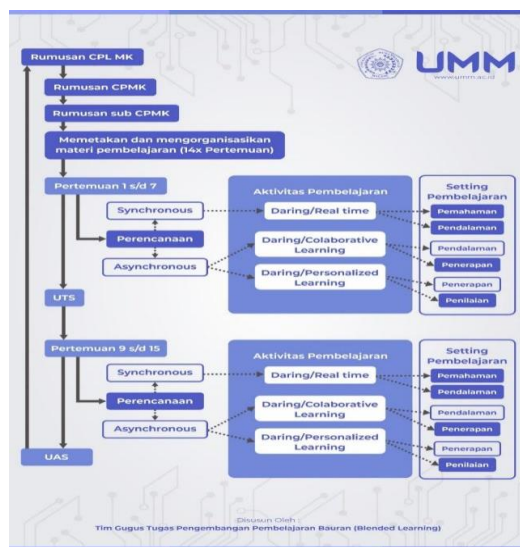 Rumusan CPL MK
UMM
www.umm.ac.id
Rumusan CPMK
Rumusan sub CPMK
Memetakan dan mengorganisasikan
materi pembelajaran (14x Pertemuan)
Pertemuan 1 s/d 7
Synchronous
Perencanaan
Asynchronous
Aktivitas Pembelajaran
Daring/Real time
Daring/Colaborative
Learning
Daring/Personalized
Learning
Setting
Pembelajaran
Pemahaman
Pendalaman
Pendalaman
Penerapan
Penerapan
Penilaian
UTS
Pertemuan 9 s/d 15
Synchronous
Perencanaan
Asynchronous
Aktivitas Pembelajaran
Daring/Real time
Daring/Colaborative
Learning
Daring/Personalized
Learning
Setting
Pembelajaran
Pemahaman
Pendalaman
Pendalaman
Penerapan
Penerapan
Penilaian
UAS
Disusun Oleh :
Tim Gugus Tugas Pengembangan Pembelajaran Bauran (Blended Learning)